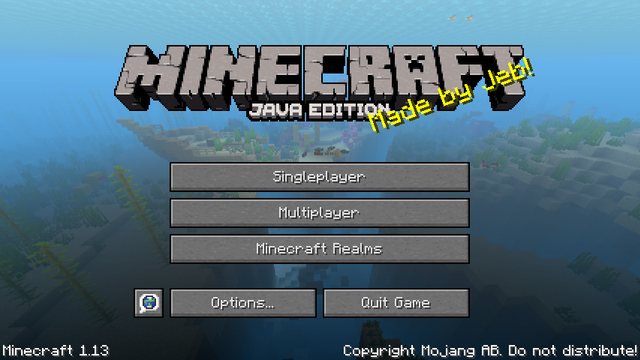 MINECRAFT
JAVA EDITION
Made by Jeb!
Singleplayer
Multiplayer
Minecraft Realms
Options...
Quit Game
Minecraft 1.13
Copyright Mojang AB. Do not distribute!